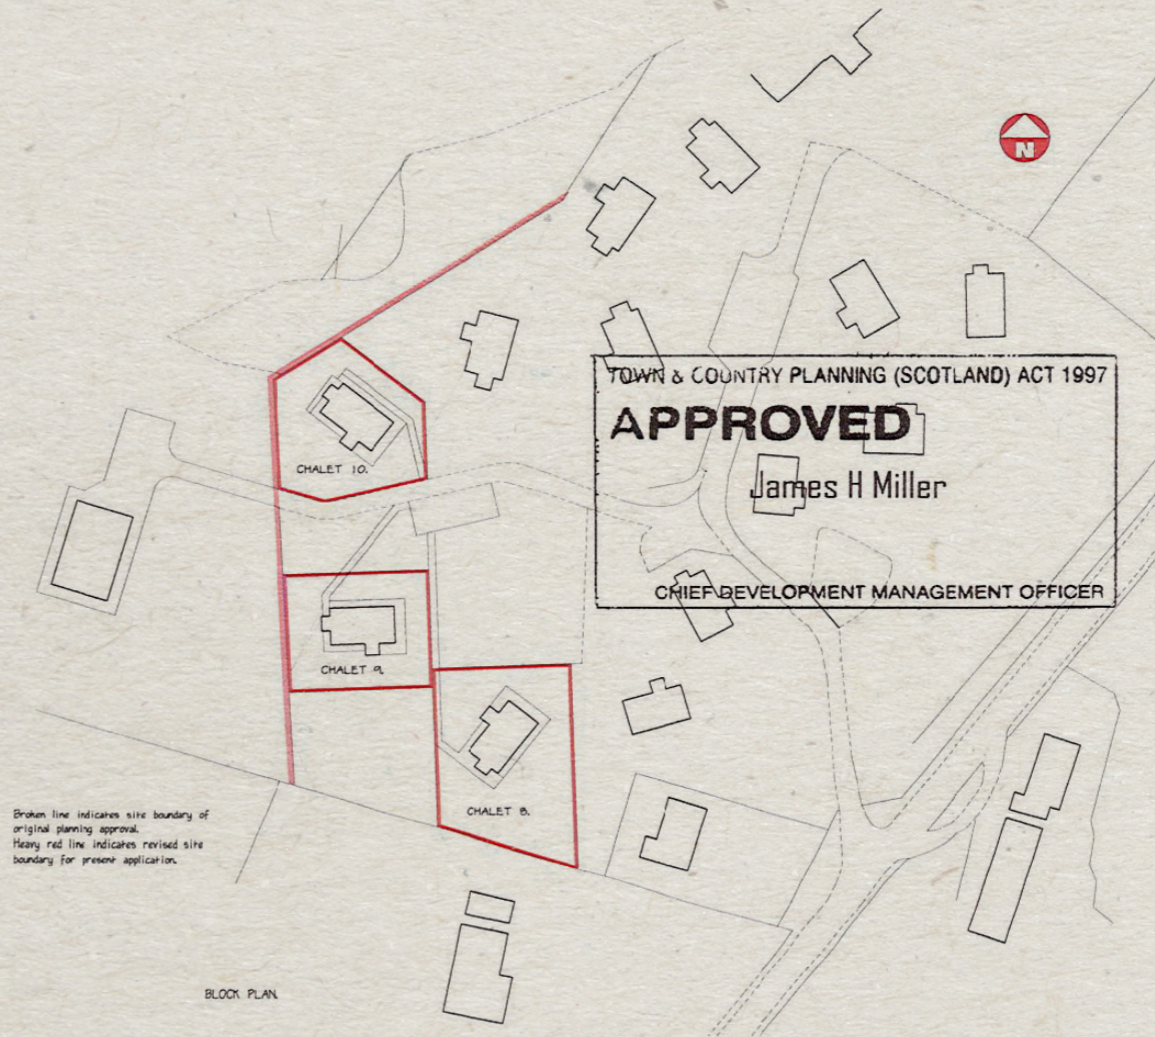 N
TOWN & COUNTRY PLANNING (SCOTLAND) ACT 1997
APPROVED
James H Miller
CHIEF DEVELOPMENT MANAGEMENT OFFICER
CHALET 10.
CHALET 9.
CHALET 8.
Broken line indicates site boundary of
original planning approval.
Heavy red line indicates revised site
boundary for present application.
BLOCK PLAN.